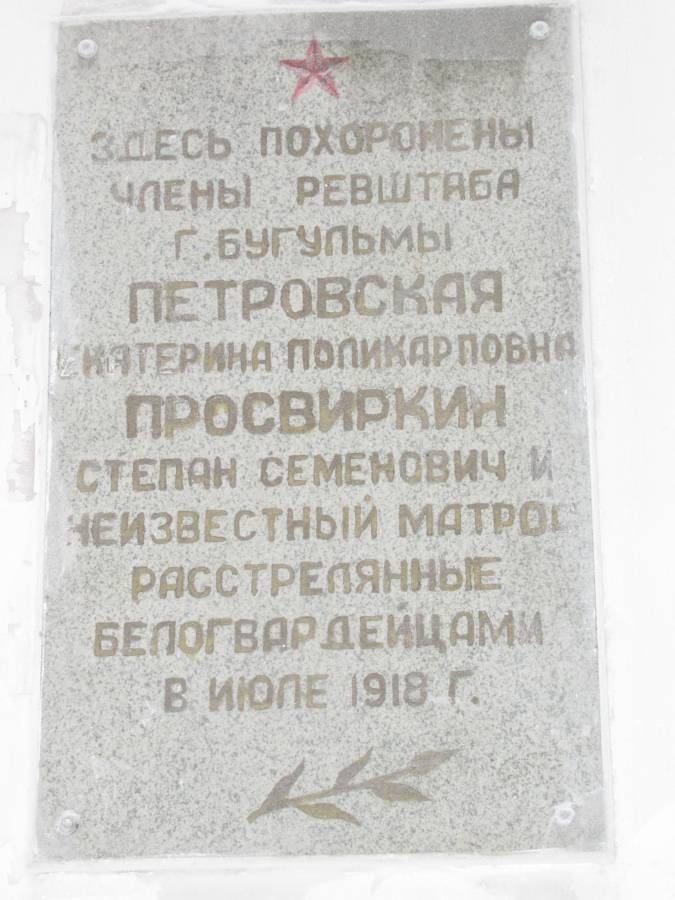 ЗДЕСЬ ПОХОРОНЕНЫ
ЧЛЕНЫ РЕВШТАБА
Г. БУГУЛЬМЫ
ПЕТРОВСКАЯ
ЕКАТЕРИНА ПОЛИКАРПОВНА
ПРОСВИРКИН
СТЕПАН СЕМЕНОВИЧ И
НЕИЗВЕСТНЫЙ МАТРОС
РАССТРЕЛЯННЫЕ
БЕЛОГВАРДЕЙЦАМИ
В ИЮЛЕ 1918 Г.